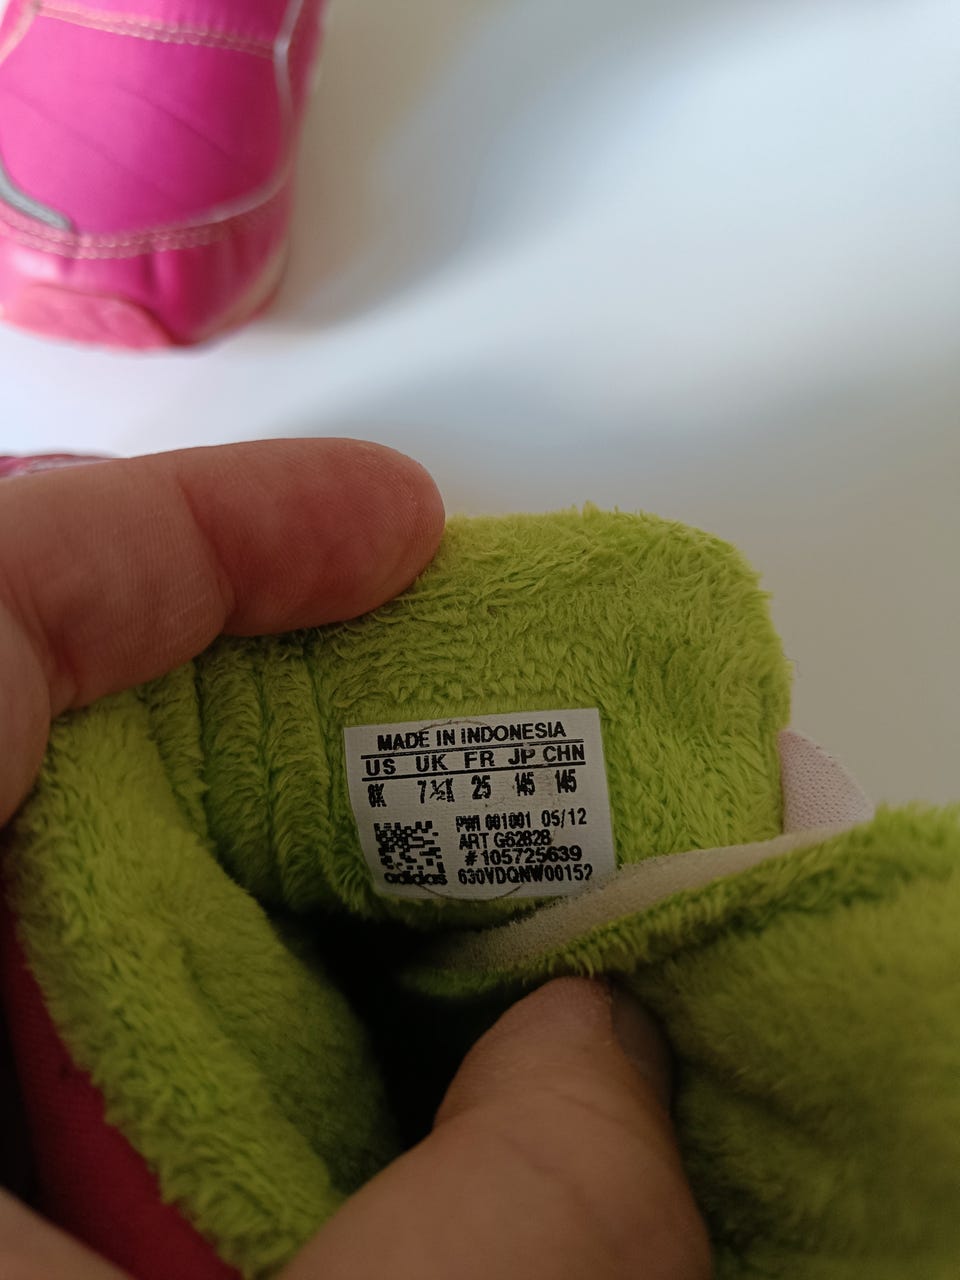 MADE IN INDONESIA
US UK FR JP CHN
8K 7½K 25 145 145
PWI 001001 05/12
ART G62828
#105725639
adidas 630VDQNW00152